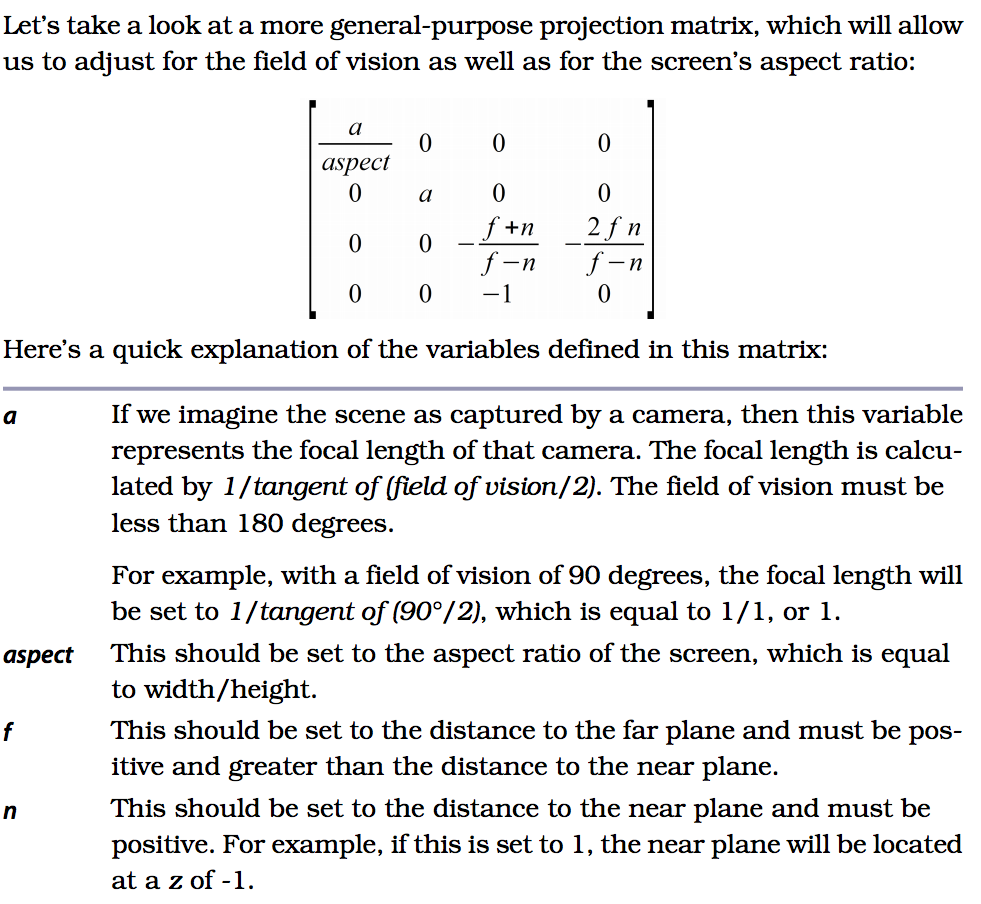 Let's take a look at a more general-purpose projection matrix, which will allow
us to adjust for the field of vision as well as for the screen's aspect ratio:
a/aspect 0 0 0
0 a 0 0
0 0 −(f +n)/(f −n) −(2 f n)/(f −n)
0 0 −1 0
Here's a quick explanation of the variables defined in this matrix:
a If we imagine the scene as captured by a camera, then this variable
represents the focal length of that camera. The focal length is calcu-
lated by 1/tangent of (field of vision/2). The field of vision must be
less than 180 degrees.
For example, with a field of vision of 90 degrees, the focal length will
be set to 1/tangent of (90°/2), which is equal to 1/1, or 1.
aspect This should be set to the aspect ratio of the screen, which is equal
to width/height.
f This should be set to the distance to the far plane and must be pos-
itive and greater than the distance to the near plane.
n This should be set to the distance to the near plane and must be
positive. For example, if this is set to 1, the near plane will be located
at a z of -1.